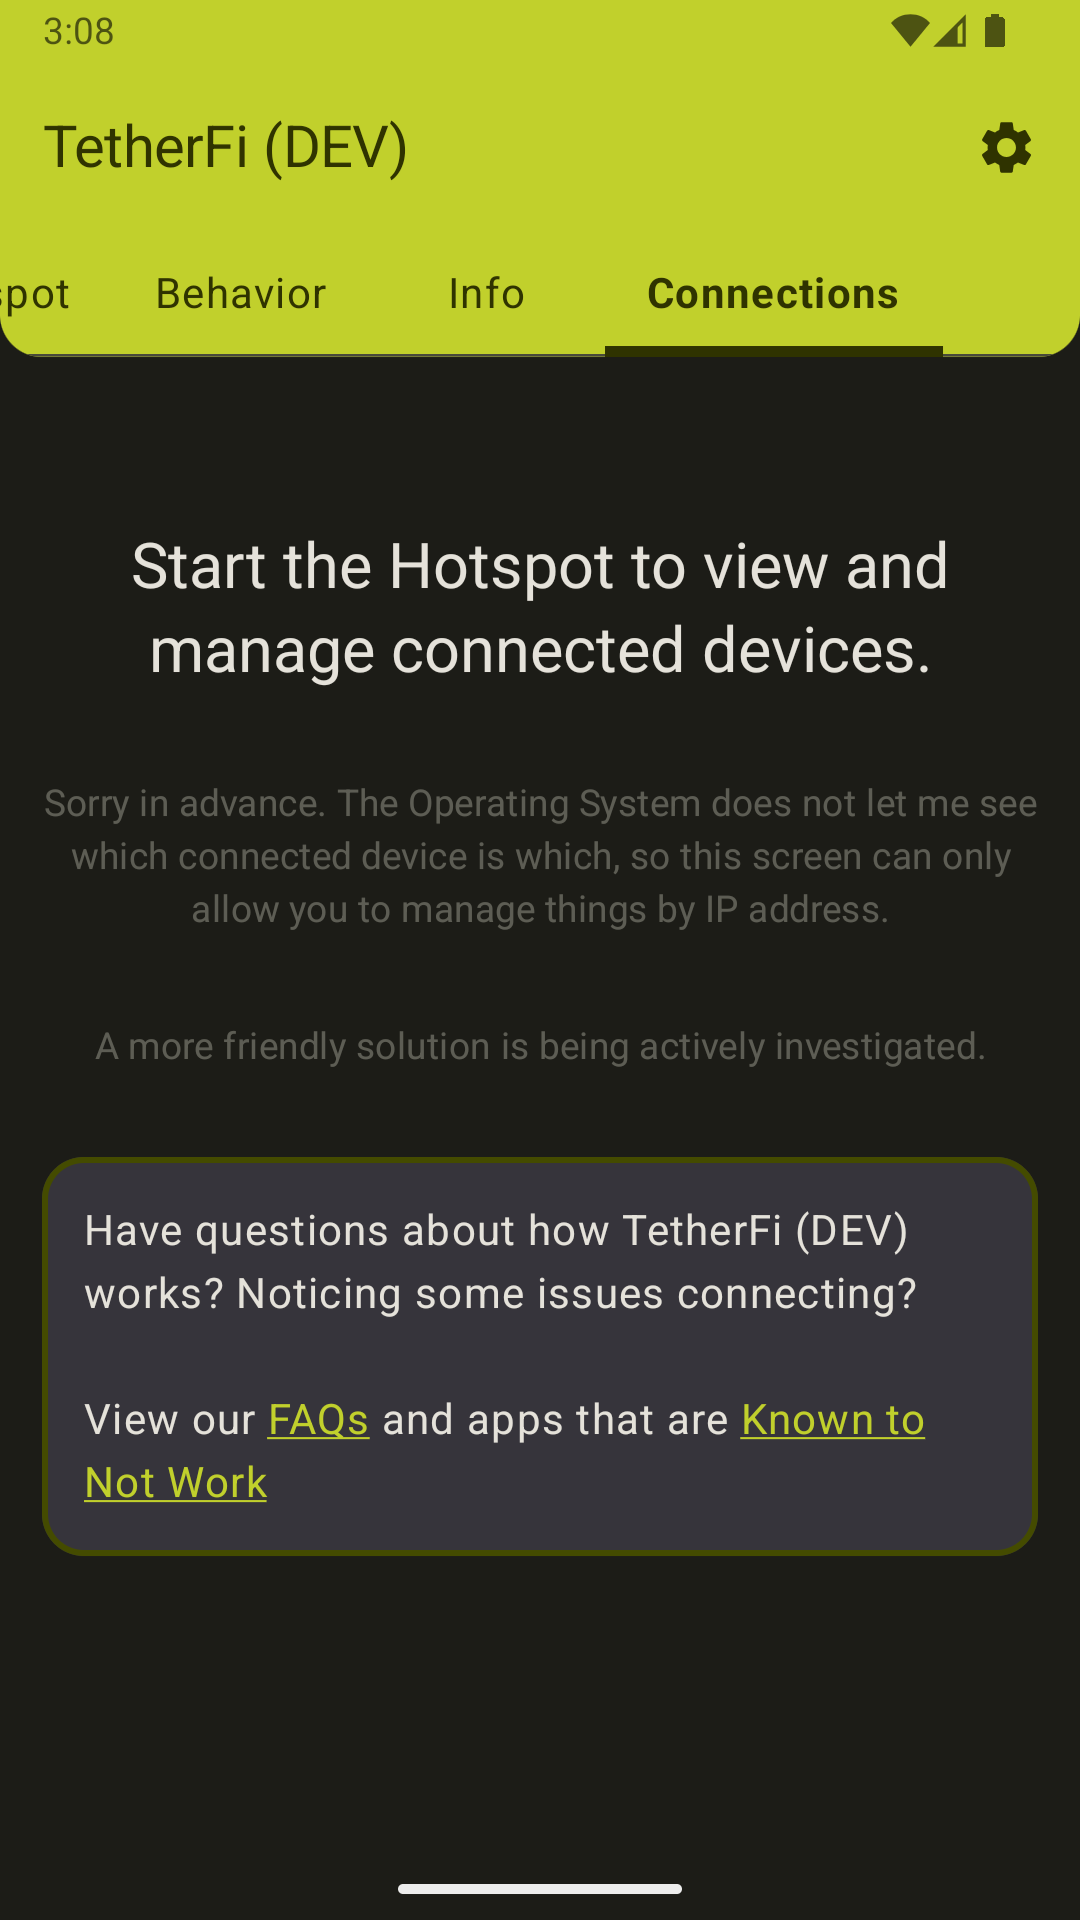 3:08
TetherFi (DEV)
spot Behavior Info Connections
Start the Hotspot to view and
manage connected devices.
Sorry in advance. The Operating System does not let me see
which connected device is which, so this screen can only
allow you to manage things by IP address.
A more friendly solution is being actively investigated.
Have questions about how TetherFi (DEV)
works? Noticing some issues connecting?
View our FAQs and apps that are Known to
Not Work